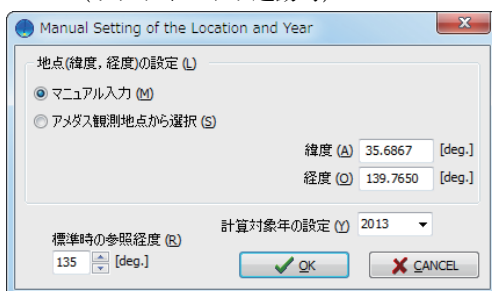 Manual Setting of the Location and Year
地点(緯度, 経度)の設定 (L)
マニュアル入力 (M)
アメダス観測地点から選択 (S)
緯度 (A) 35.6867 [deg.]
経度 (O) 139.7650 [deg.]
計算対象年の設定 (Y) 2013
標準時の参照経度 (R)
135 [deg.]
OK
CANCEL